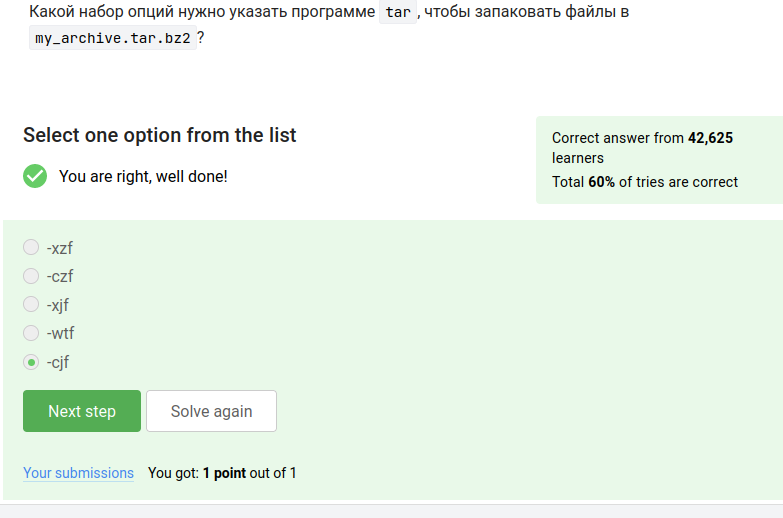 Какой набор опций нужно указать программе tar, чтобы запаковать файлы в
my_archive.tar.bz2?
Select one option from the list
You are right, well done!
Correct answer from 42,625
learners
Total 60% of tries are correct
-xzf
-czf
-xjf
-wtf
-cjf
Next step
Solve again
Your submissions
You got: 1 point out of 1